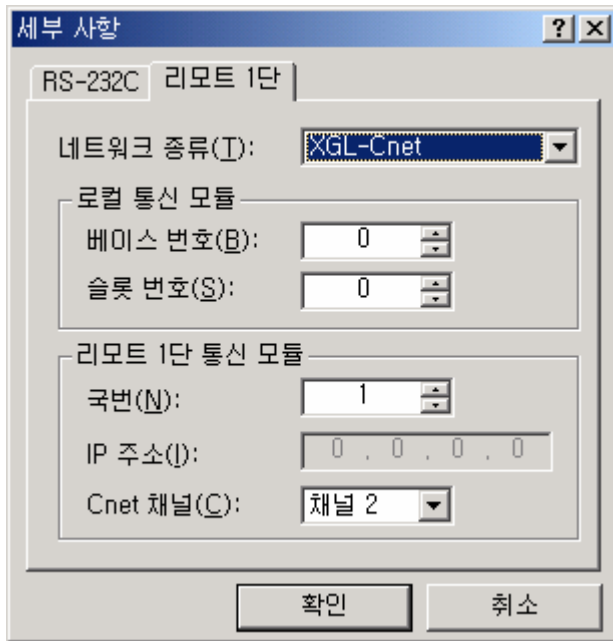 세부 사항
RS-232C 리모트 1단
네트워크 종류(T): XGL-Cnet
로컬 통신 모듈
베이스 번호(B): 0
슬롯 번호(S): 0
리모트 1단 통신 모듈
국번(N): 1
IP 주소(I): 0 . 0 . 0 . 0
Cnet 채널(C): 채널 2
확인 취소